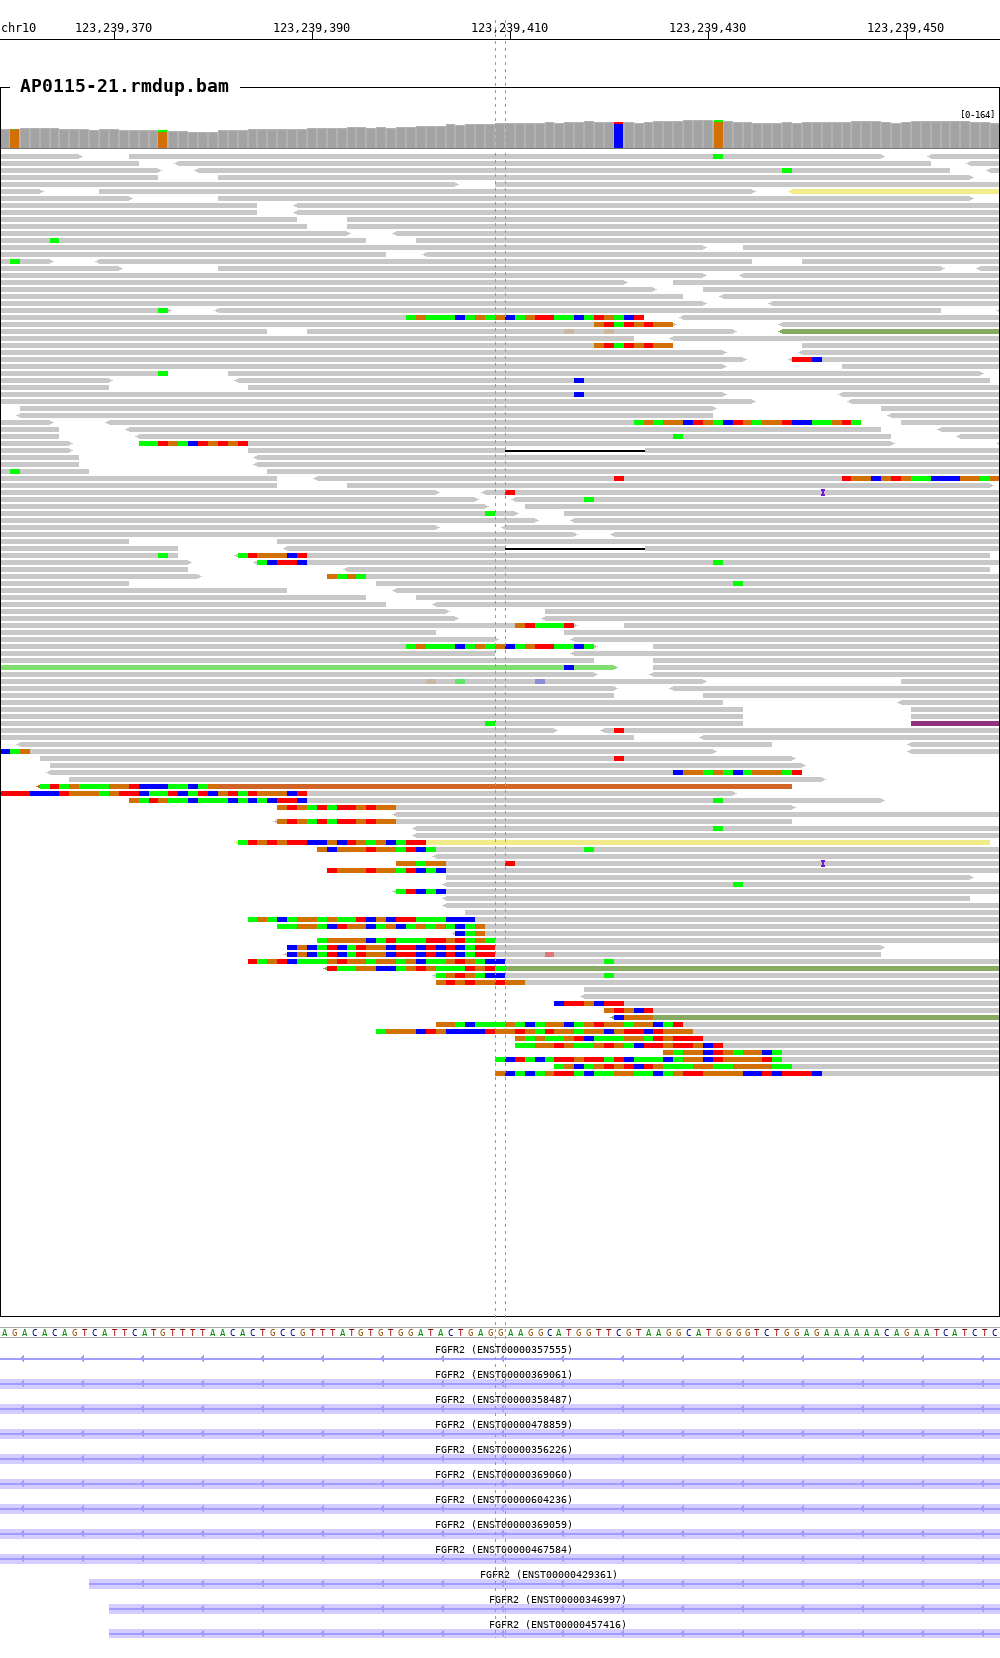 chr10 123,239,370 123,239,390 123,239,410 123,239,430 123,239,450
AP0115-21.rmdup.bam
[0-164]
AGACACAGTCATTCATGTTTTAACACTGCCGTTTATGTGTGGATACTGAGGAAGGCATGGTTCGTAAGGCATGGGGTCTGGAGAAAAAACAGAATCATCTC
FGFR2 (ENST00000357555)
FGFR2 (ENST00000369061)
FGFR2 (ENST00000358487)
FGFR2 (ENST00000478859)
FGFR2 (ENST00000356226)
FGFR2 (ENST00000369060)
FGFR2 (ENST00000604236)
FGFR2 (ENST00000369059)
FGFR2 (ENST00000467584)
FGFR2 (ENST00000429361)
FGFR2 (ENST00000346997)
FGFR2 (ENST00000457416)